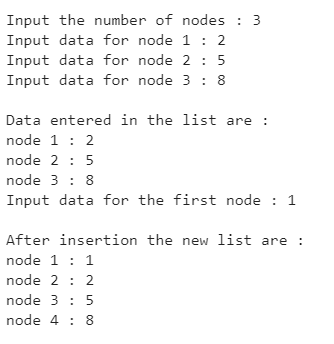 Input the number of nodes : 3
Input data for node 1 : 2
Input data for node 2 : 5
Input data for node 3 : 8
Data entered in the list are :
node 1 : 2
node 2 : 5
node 3 : 8
Input data for the first node : 1
After insertion the new list are :
node 1 : 1
node 2 : 2
node 3 : 5
node 4 : 8